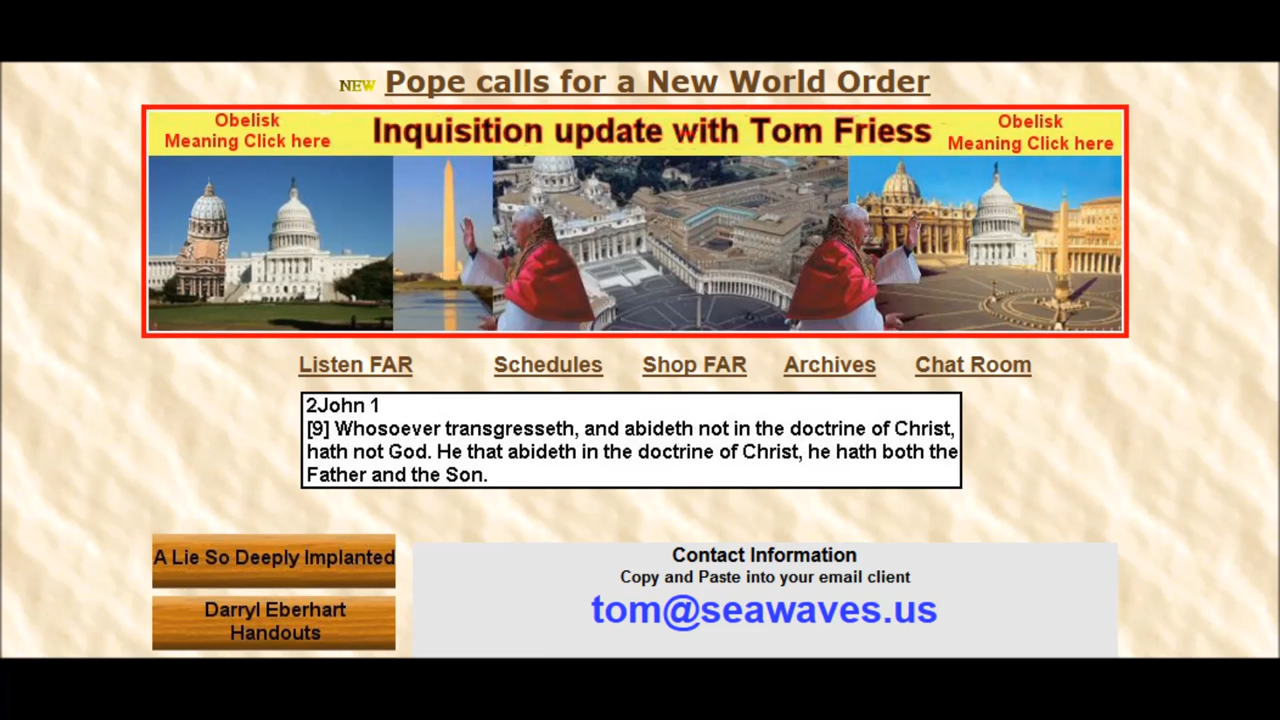 NEW Pope calls for a New World Order
Obelisk
Meaning Click here
Inquisition update with Tom Friess
Obelisk
Meaning Click here
Listen FAR Schedules Shop FAR Archives Chat Room
2John 1
[9] Whosoever transgresseth, and abideth not in the doctrine of Christ,
hath not God. He that abideth in the doctrine of Christ, he hath both the
Father and the Son.
A Lie So Deeply Implanted
Darryl Eberhart
Handouts
Contact Information
Copy and Paste into your email client
tom@seawaves.us